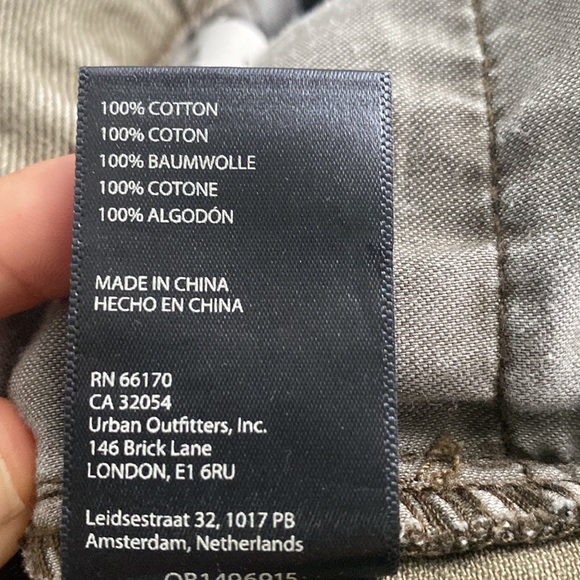 100% COTTON
100% COTON
100% BAUMWOLLE
100% COTONE
100% ALGODÓN
MADE IN CHINA
HECHO EN CHINA
RN 66170
CA 32054
Urban Outfitters, Inc.
146 Brick Lane
LONDON, E1 6RU
Leidsestraat 32, 1017 PB
Amsterdam, Netherlands